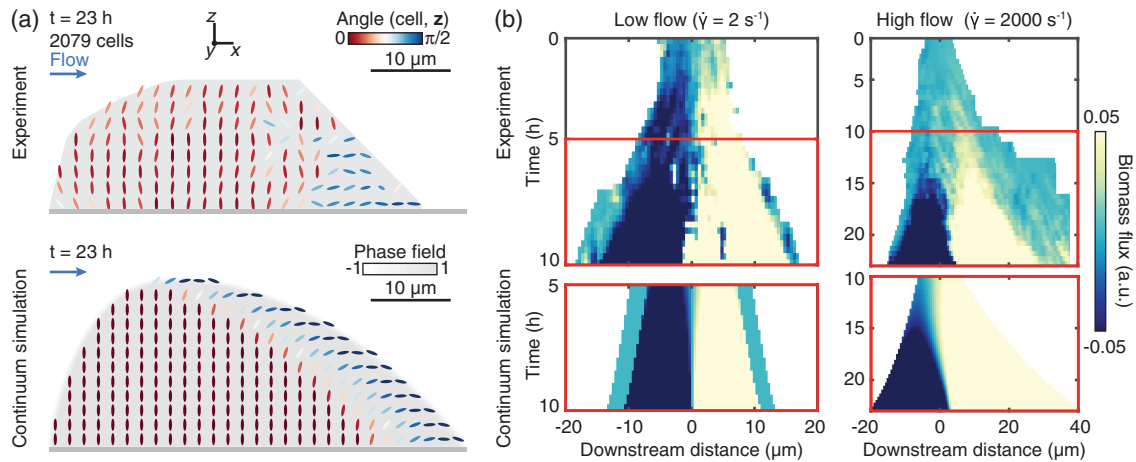 (a)
t = 23 h
2079 cells
Flow
z
y
x
Angle (cell, z)
0
π/2
10 µm
Experiment
t = 23 h
Phase field
-1
1
10 µm
Continuum simulation
(b)
Low flow (γ̇ = 2 s⁻¹)
High flow (γ̇ = 2000 s⁻¹)
Experiment
Time (h)
0
5
10
0
5
10
15
20
0.05
-0.05
Biomass flux (a.u.)
Continuum simulation
Time (h)
5
10
10
15
20
-20
-10
0
10
20
-20
0
20
40
Downstream distance (µm)
Downstream distance (µm)